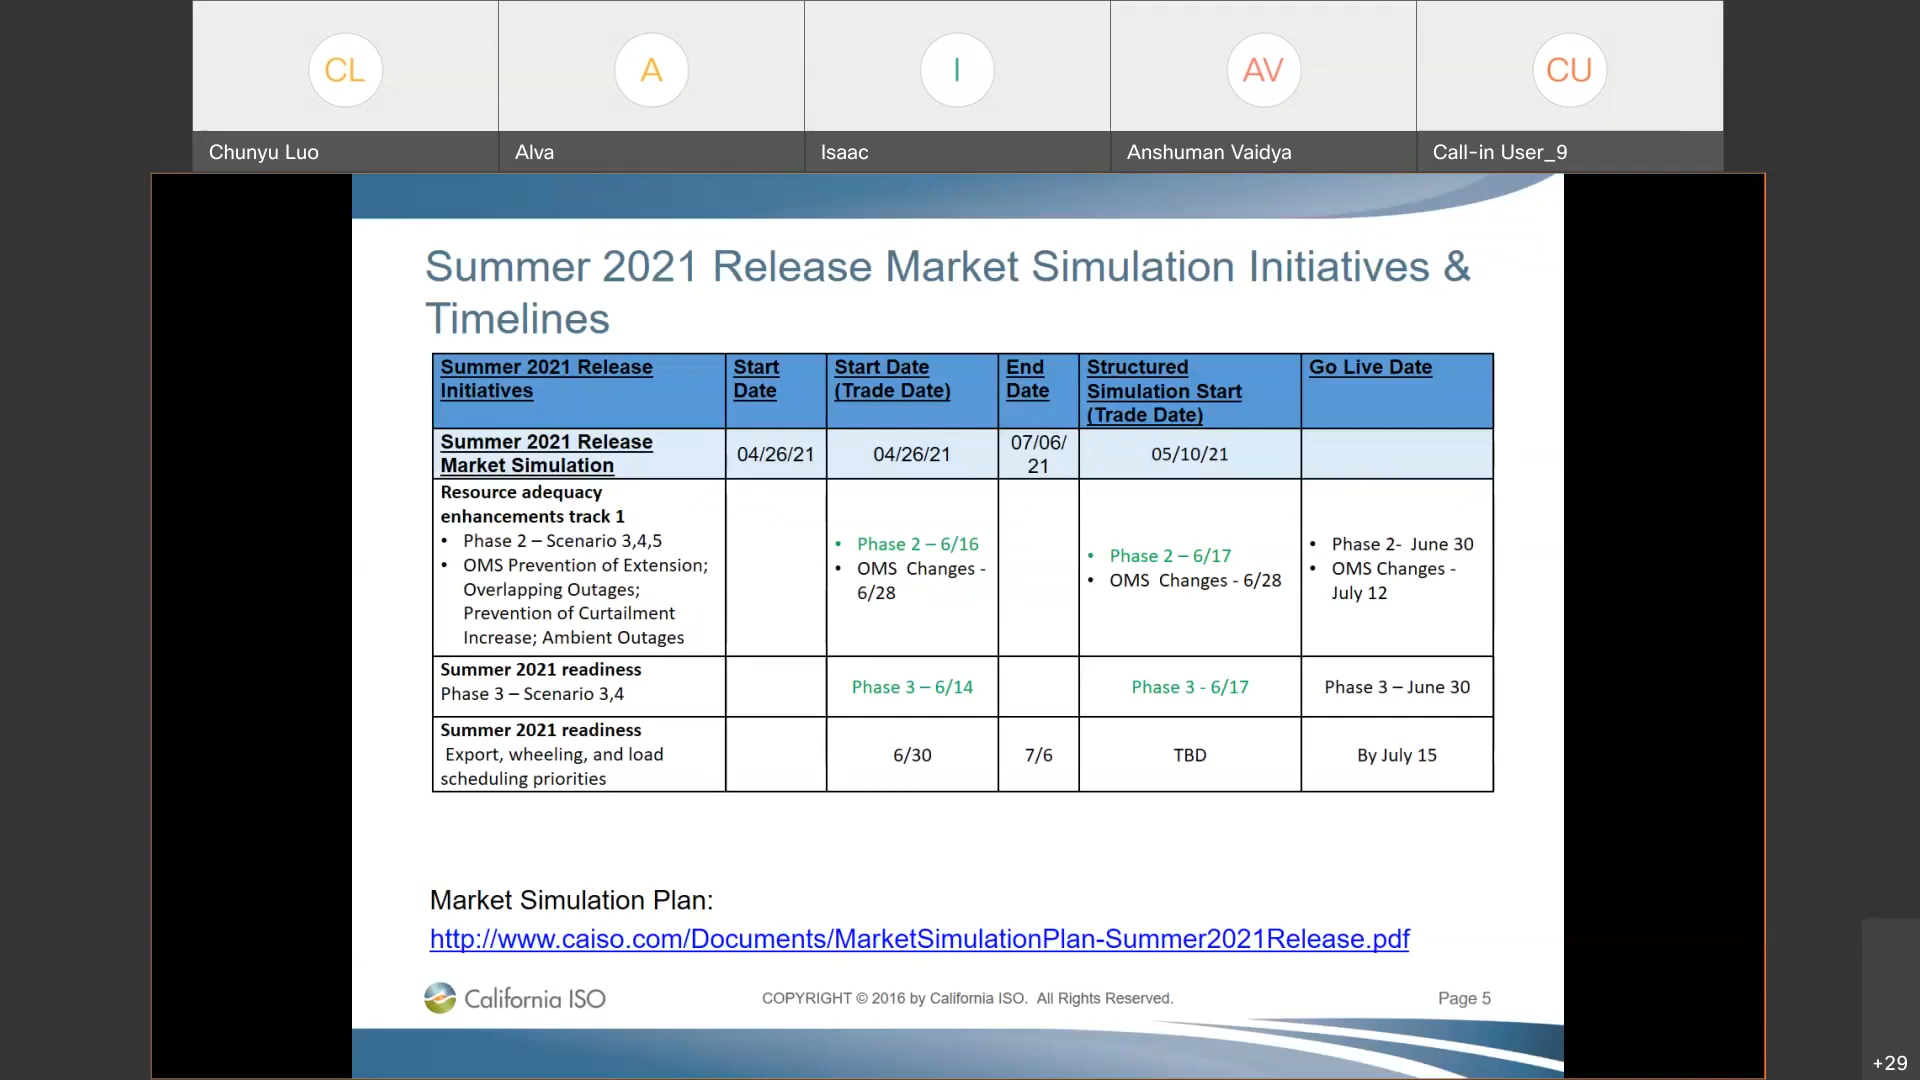 CL
A
I
AV
CU
Chunyu Luo
Alva
Isaac
Anshuman Vaidya
Call-in User_9
Summer 2021 Release Market Simulation Initiatives &
Timelines
Summer 2021 Release
Initiatives
Start
Date
Start Date
(Trade Date)
End
Date
Structured
Simulation Start
(Trade Date)
Go Live Date
Summer 2021 Release
Market Simulation
04/26/21
04/26/21
07/06/
21
05/10/21
Resource adequacy
enhancements track 1
• Phase 2 – Scenario 3,4,5
• OMS Prevention of Extension;
Overlapping Outages;
Prevention of Curtailment
Increase; Ambient Outages
• Phase 2 – 6/16
• OMS Changes -
6/28
• Phase 2 – 6/17
• OMS Changes - 6/28
• Phase 2- June 30
• OMS Changes -
July 12
Summer 2021 readiness
Phase 3 – Scenario 3,4
Phase 3 – 6/14
Phase 3 - 6/17
Phase 3 – June 30
Summer 2021 readiness
Export, wheeling, and load
scheduling priorities
6/30
7/6
TBD
By July 15
Market Simulation Plan:
http://www.caiso.com/Documents/MarketSimulationPlan-Summer2021Release.pdf
California ISO
COPYRIGHT © 2016 by California ISO. All Rights Reserved.
Page 5
+29